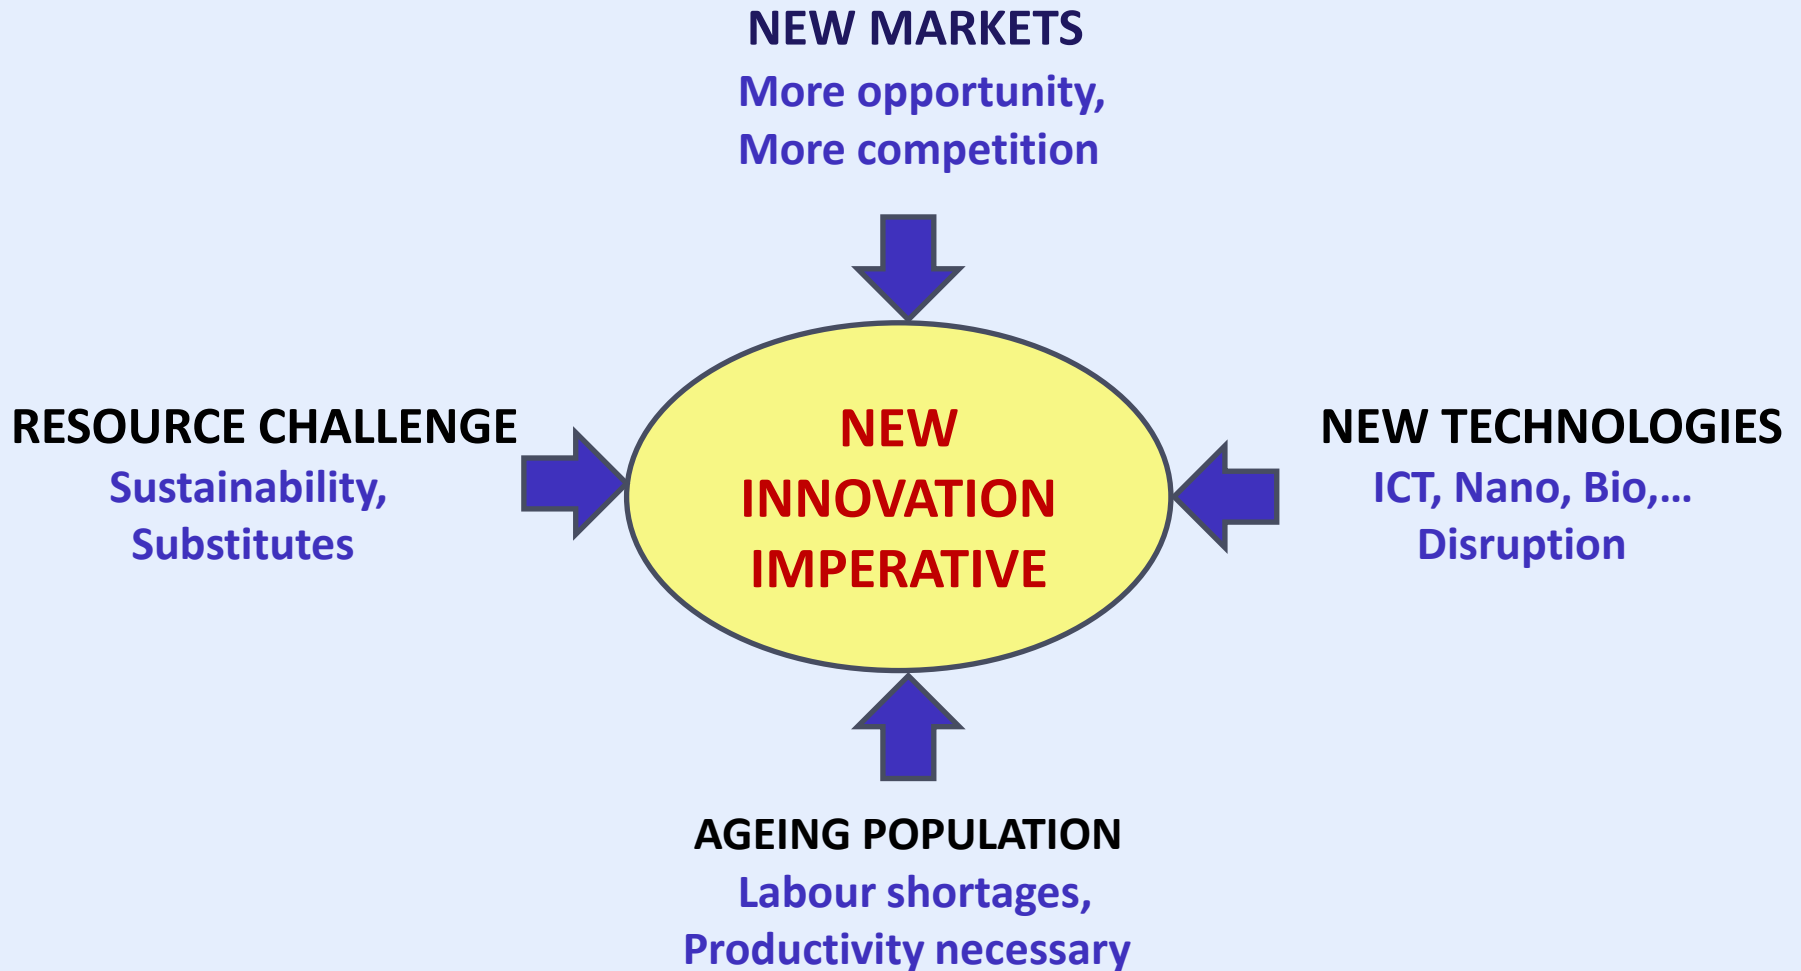 NEW MARKETS
More opportunity,
More competition
RESOURCE CHALLENGE
Sustainability,
Substitutes
NEW
INNOVATION
IMPERATIVE
NEW TECHNOLOGIES
ICT, Nano, Bio,...
Disruption
AGEING POPULATION
Labour shortages,
Productivity necessary